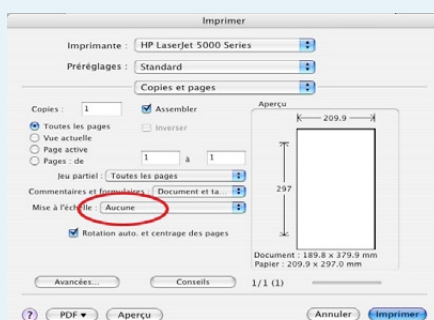 Imprimer
Imprimante : HP LaserJet 5000 Series
Préréglages : Standard
Copies et pages
Copies : 1 Assembler
Toutes les pages Inverser
Vue actuelle
Page active
Pages : de 1 à 1
Jeu partiel : Toutes les pages
Commentaires et formulaires : Document et ta...
Mise à l'échelle : Aucune
Rotation auto. et centrage des pages
Aperçu
209.9
297
Document : 189.8 x 379.9 mm
Papier : 209.9 x 297.0 mm
Avancées... Conseils 1/1 (1)
? PDF Aperçu Annuler Imprimer